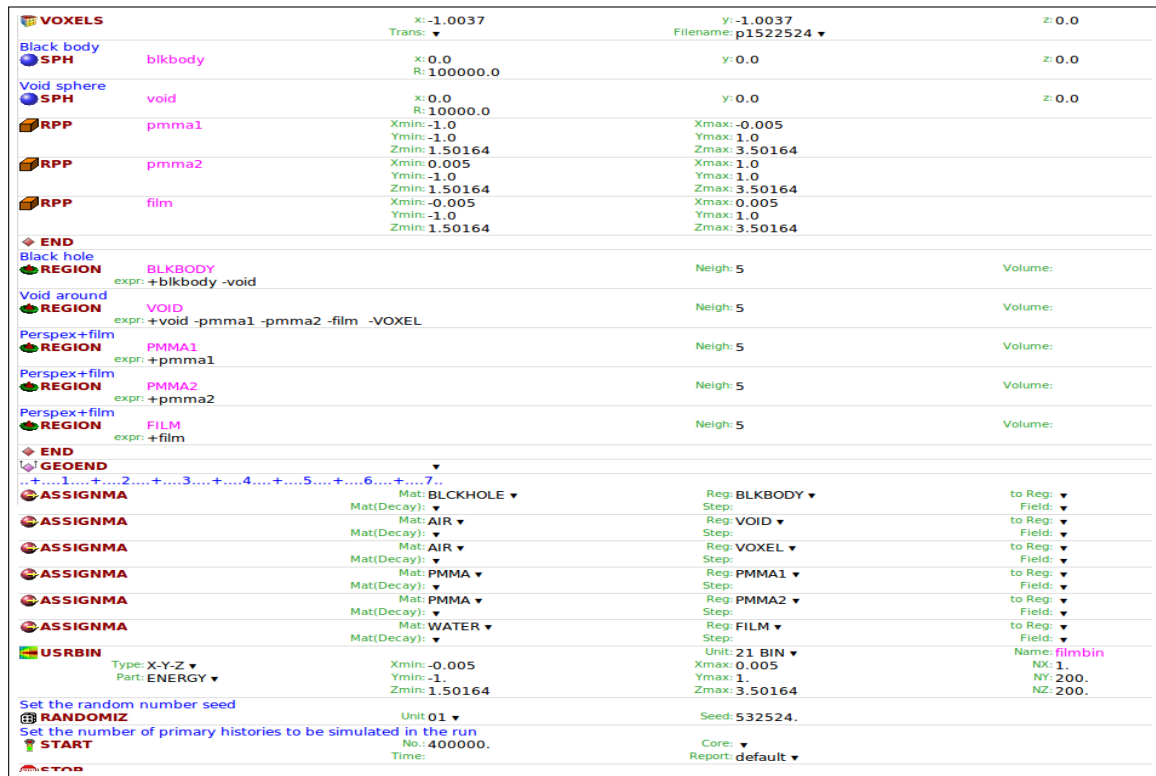 VOXELS x: -1.0037 y: -1.0037 z: 0.0
Trans: Filename: p1522524
Black body
SPH blkbody x: 0.0 y: 0.0 z: 0.0
R: 100000.0
Void sphere
SPH void x: 0.0 y: 0.0 z: 0.0
R: 10000.0
RPP pmma1 Xmin: -1.0 Xmax: -0.005
Ymin: -1.0 Ymax: 1.0
Zmin: 1.50164 Zmax: 3.50164
RPP pmma2 Xmin: 0.005 Xmax: 1.0
Ymin: -1.0 Ymax: 1.0
Zmin: 1.50164 Zmax: 3.50164
RPP film Xmin: -0.005 Xmax: 0.005
Ymin: -1.0 Ymax: 1.0
Zmin: 1.50164 Zmax: 3.50164
END
Black hole
REGION BLKBODY Neigh: 5 Volume:
expr: +blkbody -void
Void around
REGION VOID Neigh: 5 Volume:
expr: +void -pmma1 -pmma2 -film -VOXEL
Perspex+film
REGION PMMA1 Neigh: 5 Volume:
expr: +pmma1
Perspex+film
REGION PMMA2 Neigh: 5 Volume:
expr: +pmma2
Perspex+film
REGION FILM Neigh: 5 Volume:
expr: +film
END
GEOEND
..+....1....+....2....+....3....+....4....+....5....+....6....+....7..
ASSIGNMA Mat: BLCKHOLE Reg: BLKBODY to Reg:
Mat(Decay): Step: Field:
ASSIGNMA Mat: AIR Reg: VOID to Reg:
Mat(Decay): Step: Field:
ASSIGNMA Mat: AIR Reg: VOXEL to Reg:
Mat(Decay): Step: Field:
ASSIGNMA Mat: PMMA Reg: PMMA1 to Reg:
Mat(Decay): Step: Field:
ASSIGNMA Mat: PMMA Reg: PMMA2 to Reg:
Mat(Decay): Step: Field:
ASSIGNMA Mat: WATER Reg: FILM to Reg:
Mat(Decay): Step: Field:
USRBIN Unit: 21 BIN Name: filmbin
Type: X-Y-Z Xmin: -0.005 Xmax: 0.005 NX: 1.
Part: ENERGY Ymin: -1. Ymax: 1. NY: 200.
Zmin: 1.50164 Zmax: 3.50164 NZ: 200.
Set the random number seed
RANDOMIZ Unit 01 Seed: 532524.
Set the number of primary histories to be simulated in the run
START No.: 400000. Core:
Time: Report: default
STOP